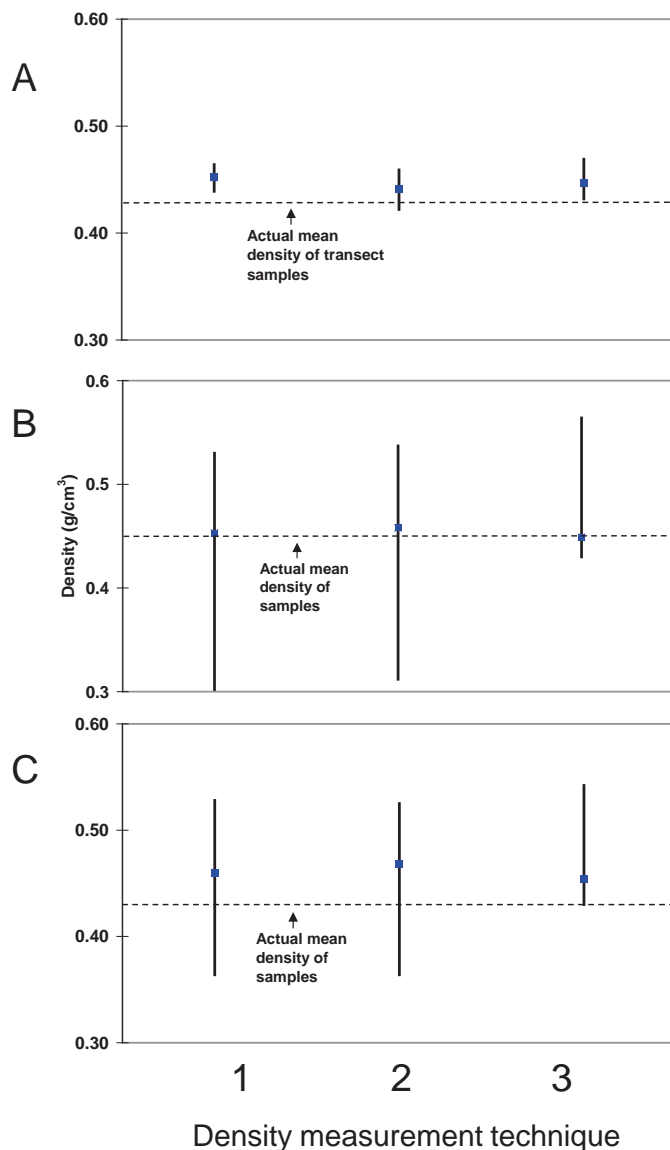 A
0.60
0.50
0.40
0.30
Actual mean
density of transect
samples
B
Density (g/cm³)
0.6
0.5
0.4
0.3
Actual mean
density of
samples
C
0.60
0.50
0.40
0.30
Actual mean
density of
samples
1 2 3
Density measurement technique